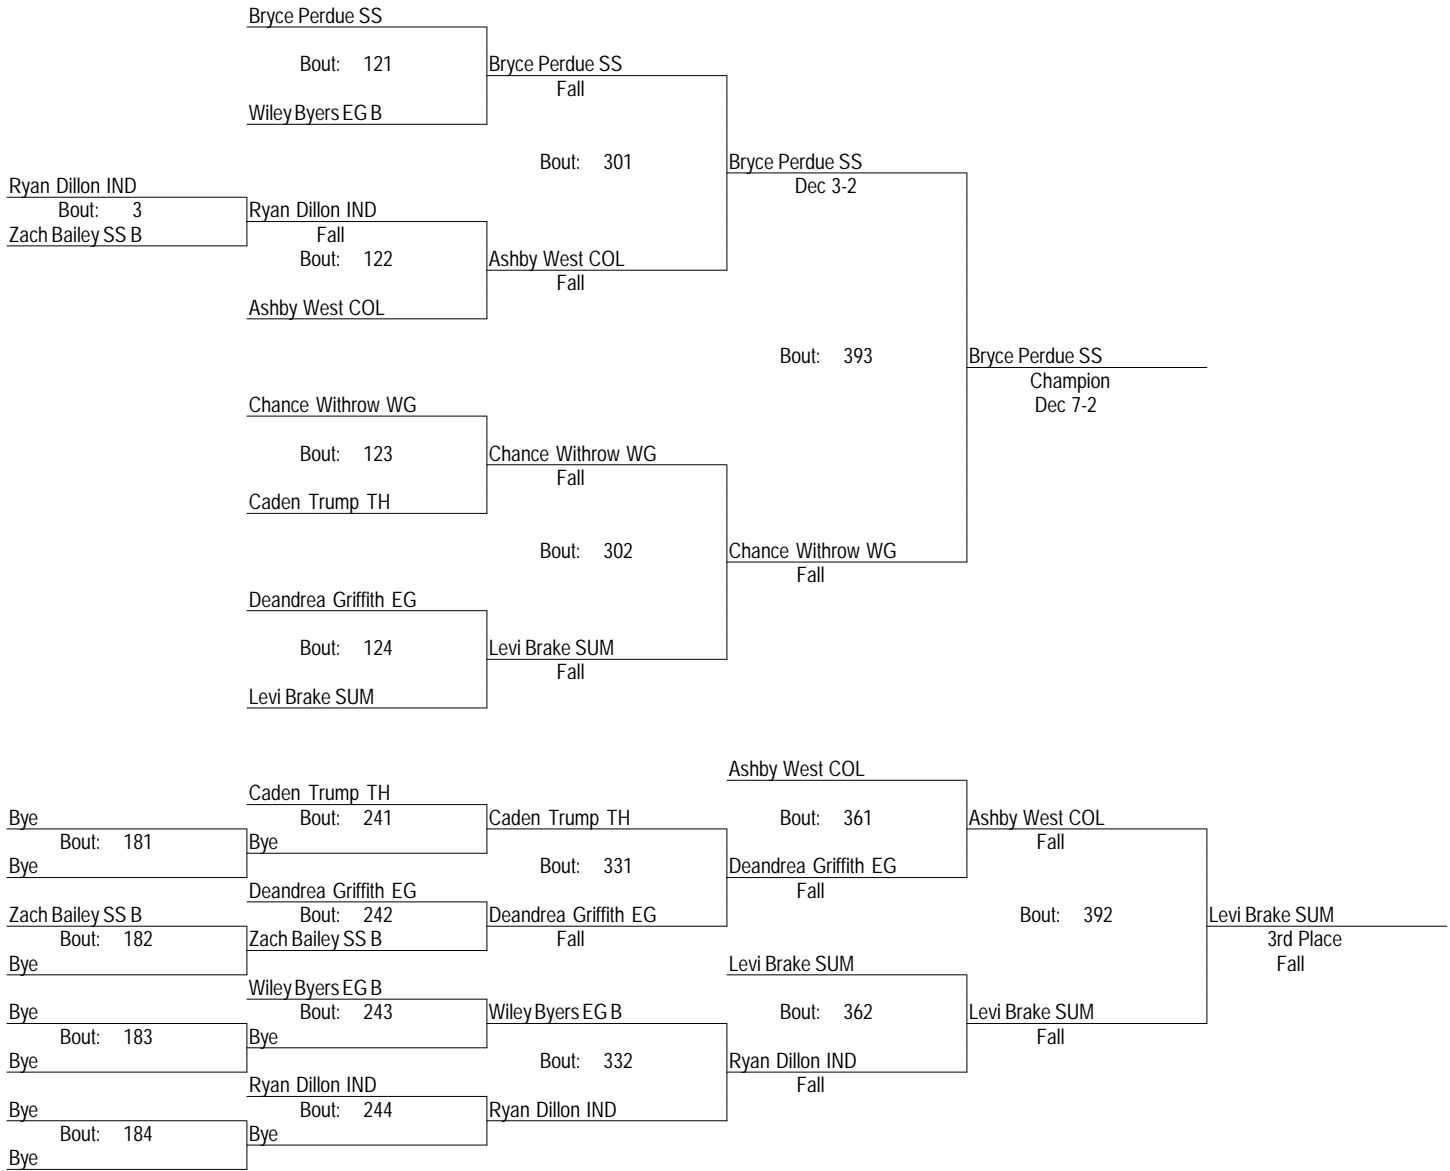 Bryce Perdue SS
Bout: 121 Bryce Perdue SS
Fall
Wiley Byers EG B
Bout: 301 Bryce Perdue SS
Ryan Dillon IND Dec 3-2
Bout: 3 Ryan Dillon IND
Zach Bailey SS B Fall
Bout: 122 Ashby West COL
Fall
Ashby West COL
Bout: 393 Bryce Perdue SS
Champion
Chance Withrow WG Dec 7-2
Bout: 123 Chance Withrow WG
Fall
Caden Trump TH
Bout: 302 Chance Withrow WG
Fall
Deandrea Griffith EG
Bout: 124 Levi Brake SUM
Fall
Levi Brake SUM
Ashby West COL
Caden Trump TH
Bye Bout: 241 Caden Trump TH Bout: 361 Ashby West COL
Bout: 181 Bye Fall
Bye Bout: 331 Deandrea Griffith EG
Deandrea Griffith EG Fall
Zach Bailey SS B Bout: 242 Deandrea Griffith EG Bout: 392 Levi Brake SUM
Bout: 182 Zach Bailey SS B Fall 3rd Place
Bye Levi Brake SUM Fall
Wiley Byers EG B
Bye Bout: 243 Wiley Byers EG B Bout: 362 Levi Brake SUM
Bout: 183 Bye Fall
Bye Bout: 332 Ryan Dillon IND
Ryan Dillon IND Fall
Bye Bout: 244 Ryan Dillon IND
Bout: 184 Bye
Bye